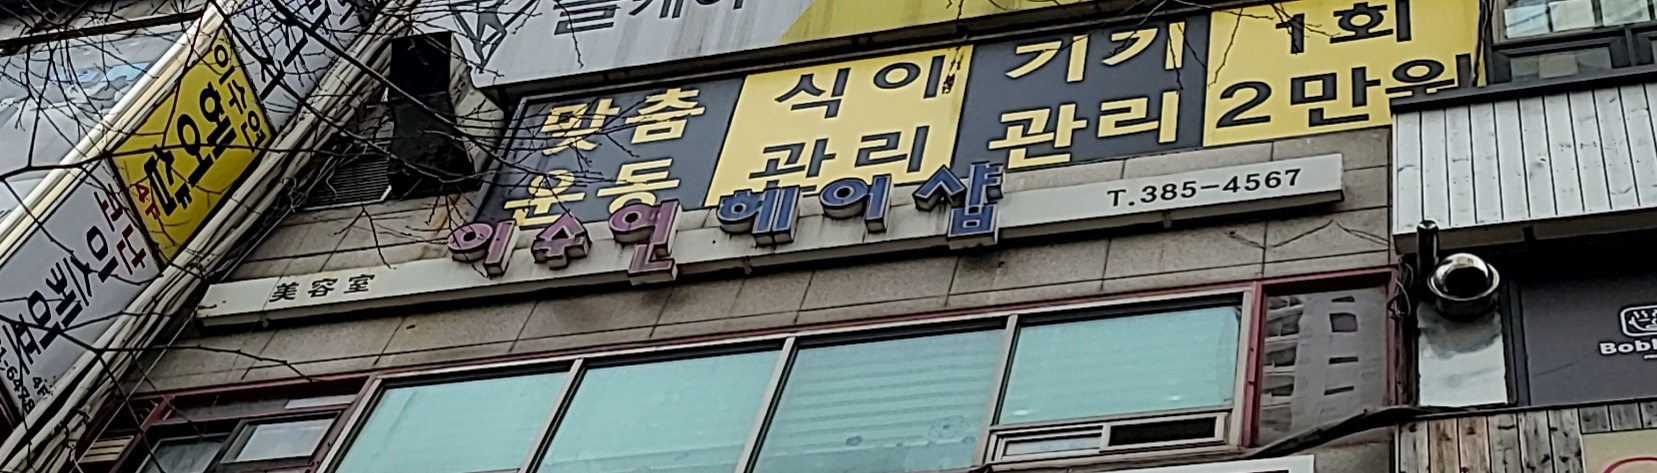 맞춤
운동
식이
관리
기기
관리
1회
2만원
이수연 헤어샵
T.385-4567
美容室
이수연
헤어샵
4F